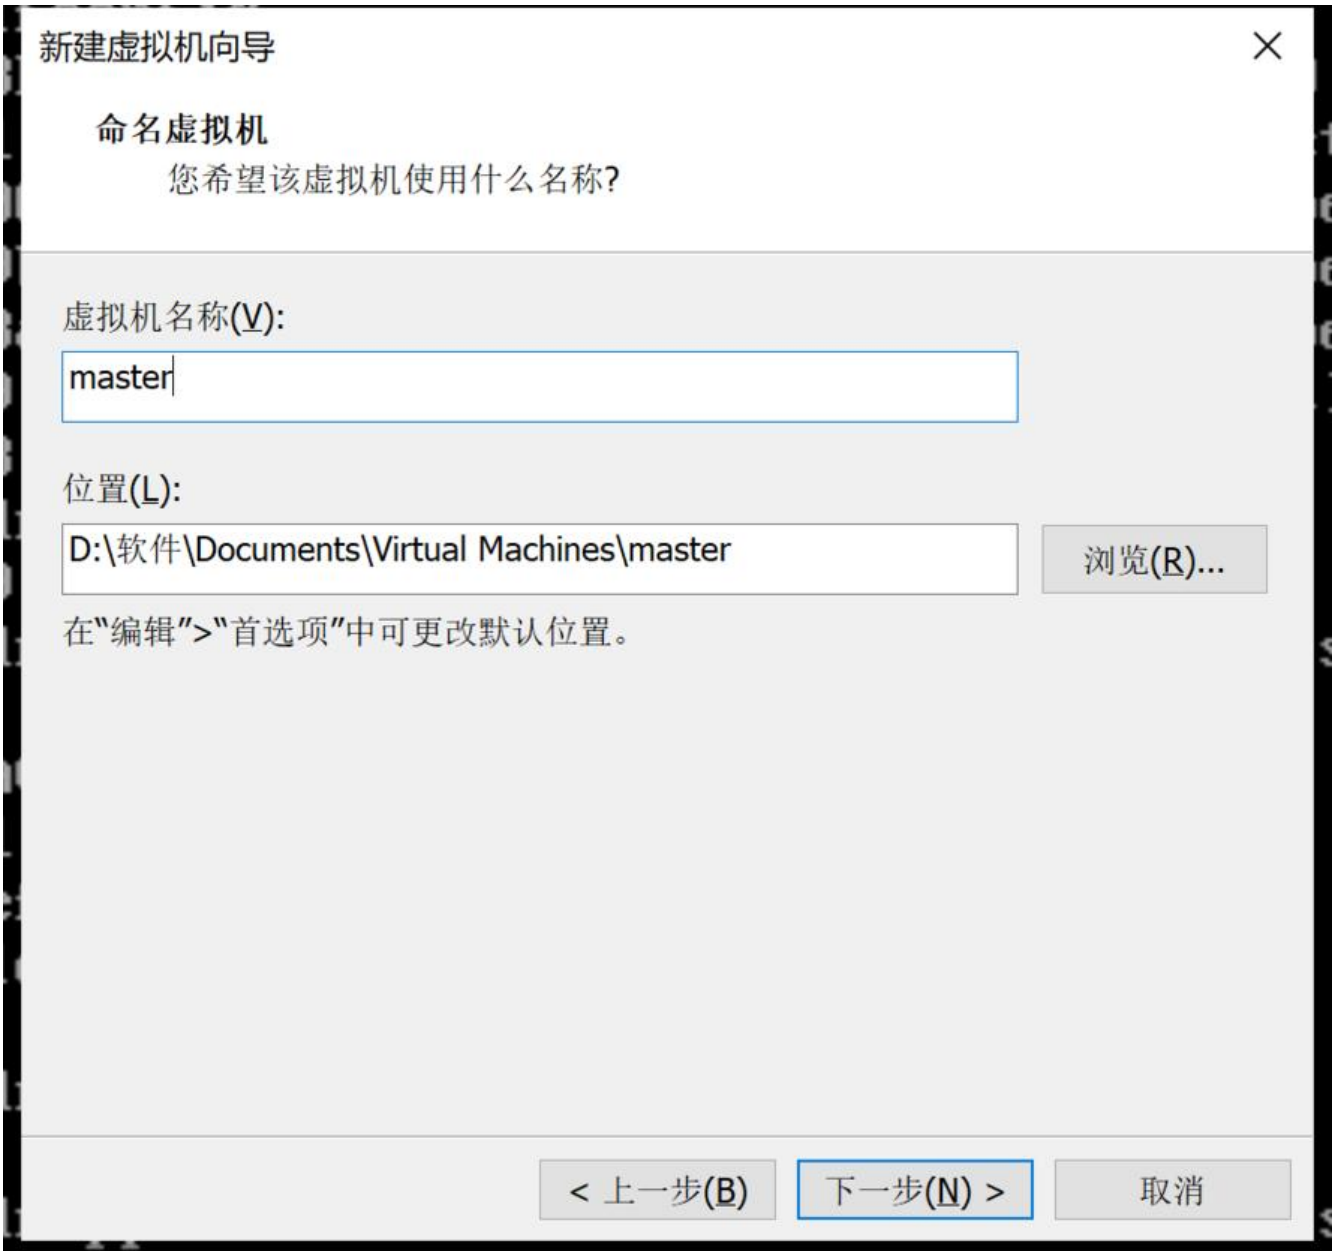 新建虚拟机向导
命名虚拟机
您希望该虚拟机使用什么名称?
虚拟机名称(V):
master
位置(L):
D:\软件\Documents\Virtual Machines\master
浏览(R)...
在"编辑">"首选项"中可更改默认位置。
< 上一步(B)
下一步(N) >
取消